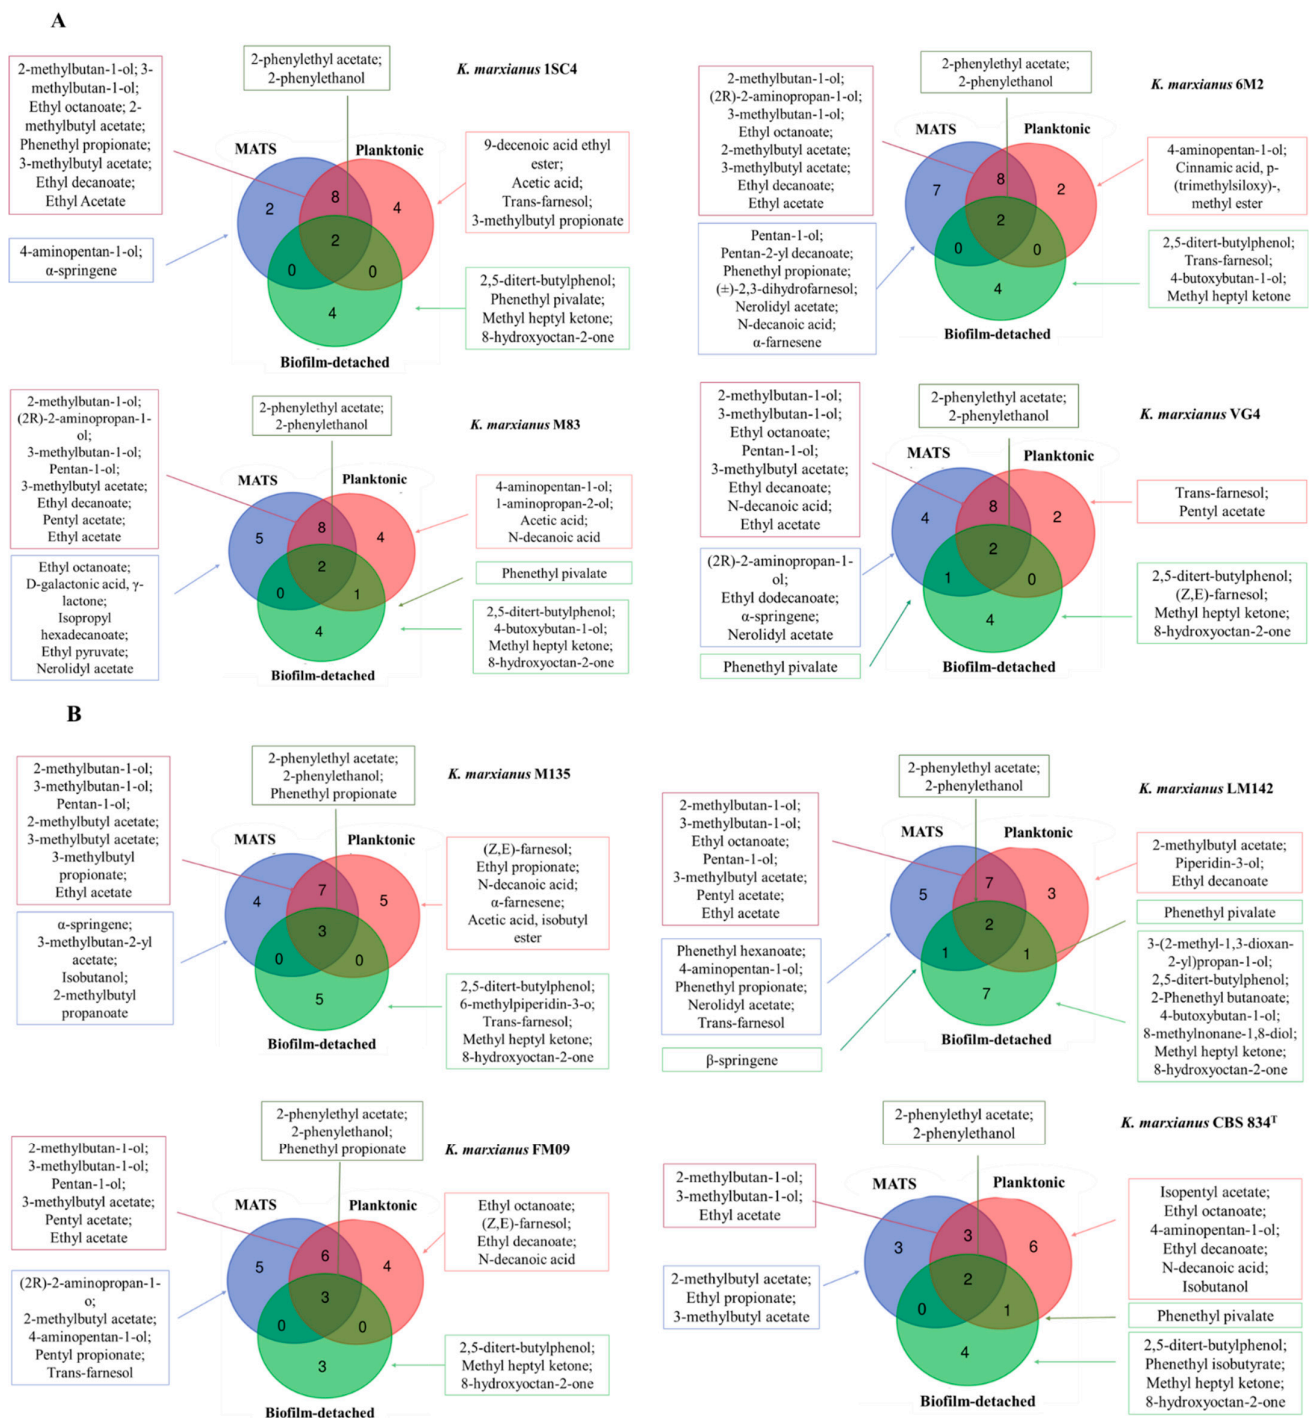 A
2-methylbutan-1-ol; 3-
methylbutan-1-ol;
Ethyl octanoate; 2-
methylbutyl acetate;
Phenethyl propionate;
3-methylbutyl acetate;
Ethyl decanoate;
Ethyl Acetate
4-aminopentan-1-ol;
α-springene
2-phenylethyl acetate;
2-phenylethanol
K. marxianus 1SC4
MATS
Planktonic
2
8
4
2
0
0
4
Biofilm-detached
9-decenoic acid ethyl
ester;
Acetic acid;
Trans-farnesol;
3-methylbutyl propionate
2,5-ditert-butylphenol;
Phenethyl pivalate;
Methyl heptyl ketone;
8-hydroxyoctan-2-one
2-methylbutan-1-ol;
(2R)-2-aminopropan-1-ol;
3-methylbutan-1-ol;
Ethyl octanoate;
2-methylbutyl acetate;
3-methylbutyl acetate;
Ethyl decanoate;
Ethyl acetate
Pentan-1-ol;
Pentan-2-yl decanoate;
Phenethyl propionate;
(±)-2,3-dihydrofarnesol;
Nerolidyl acetate;
N-decanoic acid;
α-farnesene
2-phenylethyl acetate;
2-phenylethanol
K. marxianus 6M2
MATS
Planktonic
7
8
2
2
0
0
4
Biofilm-detached
4-aminopentan-1-ol;
Cinnamic acid, p-
(trimethylsiloxy)-,
methyl ester
2,5-ditert-butylphenol;
Trans-farnesol;
4-butoxybutan-1-ol;
Methyl heptyl ketone
2-methylbutan-1-ol;
(2R)-2-aminopropan-1-
ol;
3-methylbutan-1-ol;
Pentan-1-ol;
3-methylbutyl acetate;
Ethyl decanoate;
Pentyl acetate;
Ethyl acetate
Ethyl octanoate;
D-galactonic acid, γ-
lactone;
Isopropyl
hexadecanoate;
Ethyl pyruvate;
Nerolidyl acetate
2-phenylethyl acetate;
2-phenylethanol
K. marxianus M83
MATS
Planktonic
5
8
4
2
0
1
4
Biofilm-detached
4-aminopentan-1-ol;
1-aminopropan-2-ol;
Acetic acid;
N-decanoic acid
Phenethyl pivalate
2,5-ditert-butylphenol;
4-butoxybutan-1-ol;
Methyl heptyl ketone;
8-hydroxyoctan-2-one
2-methylbutan-1-ol;
3-methylbutan-1-ol;
Ethyl octanoate;
Pentan-1-ol;
3-methylbutyl acetate;
Ethyl decanoate;
N-decanoic acid;
Ethyl acetate
(2R)-2-aminopropan-1-
ol;
Ethyl dodecanoate;
α-springene;
Nerolidyl acetate
Phenethyl pivalate
2-phenylethyl acetate;
2-phenylethanol
K. marxianus VG4
MATS
Planktonic
4
8
2
2
1
0
4
Biofilm-detached
Trans-farnesol;
Pentyl acetate
2,5-ditert-butylphenol;
(Z,E)-farnesol;
Methyl heptyl ketone;
8-hydroxyoctan-2-one
B
2-methylbutan-1-ol;
3-methylbutan-1-ol;
Pentan-1-ol;
2-methylbutyl acetate;
3-methylbutyl acetate;
3-methylbutyl
propionate;
Ethyl acetate
α-springene;
3-methylbutan-2-yl
acetate;
Isobutanol;
2-methylbutyl
propanoate
2-phenylethyl acetate;
2-phenylethanol;
Phenethyl propionate
K. marxianus M135
MATS
Planktonic
4
7
5
3
0
0
5
Biofilm-detached
(Z,E)-farnesol;
Ethyl propionate;
N-decanoic acid;
α-farnesene;
Acetic acid, isobutyl
ester
2,5-ditert-butylphenol;
6-methylpiperidin-3-o;
Trans-farnesol;
Methyl heptyl ketone;
8-hydroxyoctan-2-one
2-methylbutan-1-ol;
3-methylbutan-1-ol;
Ethyl octanoate;
Pentan-1-ol;
3-methylbutyl acetate;
Pentyl acetate;
Ethyl acetate
Phenethyl hexanoate;
4-aminopentan-1-ol;
Phenethyl propionate;
Nerolidyl acetate;
Trans-farnesol
β-springene
2-phenylethyl acetate;
2-phenylethanol
K. marxianus LM142
MATS
Planktonic
5
7
3
2
1
1
7
Biofilm-detached
2-methylbutyl acetate;
Piperidin-3-ol;
Ethyl decanoate
Phenethyl pivalate
3-(2-methyl-1,3-dioxan-
2-yl)propan-1-ol;
2,5-ditert-butylphenol;
2-Phenyl butanoate;
4-butoxybutan-1-ol;
8-methylnonane-1,8-diol;
Methyl heptyl ketone;
8-hydroxyoctan-2-one
2-methylbutan-1-ol;
3-methylbutan-1-ol;
Pentan-1-ol;
3-methylbutyl acetate;
Pentyl acetate;
Ethyl acetate
(2R)-2-aminopropan-1-
o;
2-methylbutyl acetate;
4-aminopentan-1-ol;
Pentyl propionate;
Trans-farnesol
2-phenylethyl acetate;
2-phenylethanol;
Phenethyl propionate
K. marxianus FM09
MATS
Planktonic
5
6
4
3
0
0
3
Biofilm-detached
Ethyl octanoate;
(Z,E)-farnesol;
Ethyl decanoate;
N-decanoic acid
2,5-ditert-butylphenol;
Methyl heptyl ketone;
8-hydroxyoctan-2-one
2-methylbutan-1-ol;
3-methylbutan-1-ol;
Ethyl acetate
2-methylbutyl acetate;
Ethyl propionate;
3-methylbutyl acetate
2-phenylethyl acetate;
2-phenylethanol
K. marxianus CBS 834T
MATS
Planktonic
3
3
6
2
0
1
4
Biofilm-detached
Isopentyl acetate;
Ethyl octanoate;
4-aminopentan-1-ol;
Ethyl decanoate;
N-decanoic acid;
Isobutanol
Phenethyl pivalate
2,5-ditert-butylphenol;
Phenethyl isobutyrate;
Methyl heptyl ketone;
8-hydroxyoctan-2-one